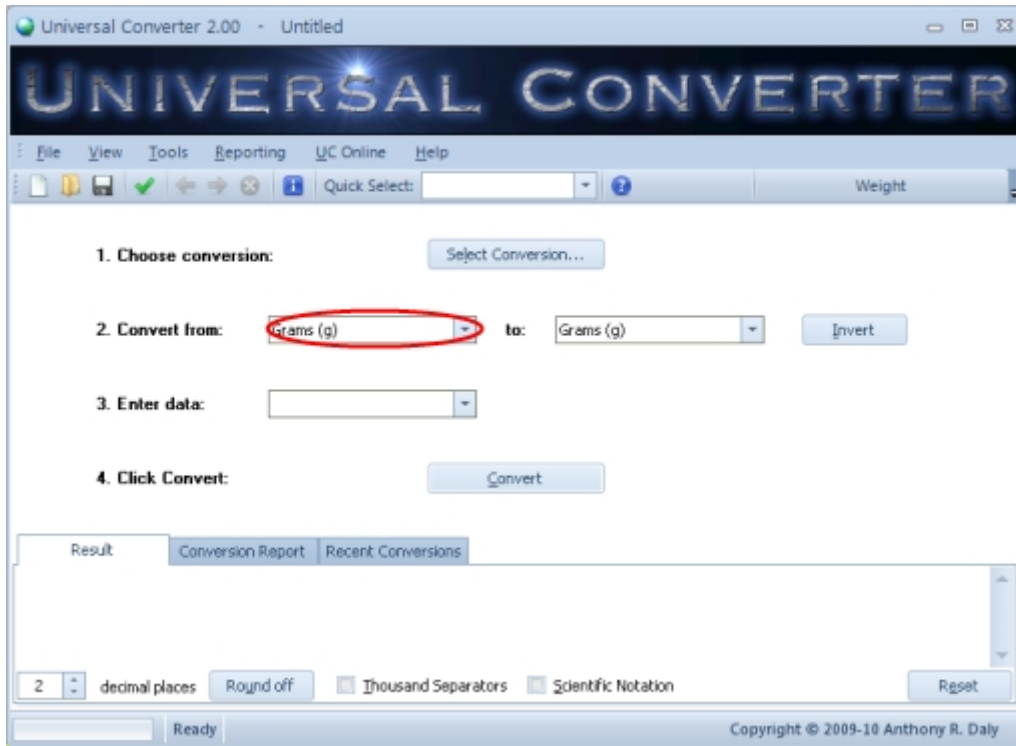 Universal Converter 2.00 - Untitled
UNIVERSAL CONVERTER
File View Tools Reporting UC Online Help
Quick Select: Weight
1. Choose conversion: Select Conversion...
2. Convert from: Grams (g) to: Grams (g) Invert
3. Enter data:
4. Click Convert: Convert
Result Conversion Report Recent Conversions
2 decimal places Round off Thousand Separators Scientific Notation Reset
Ready Copyright © 2009-10 Anthony R. Daly